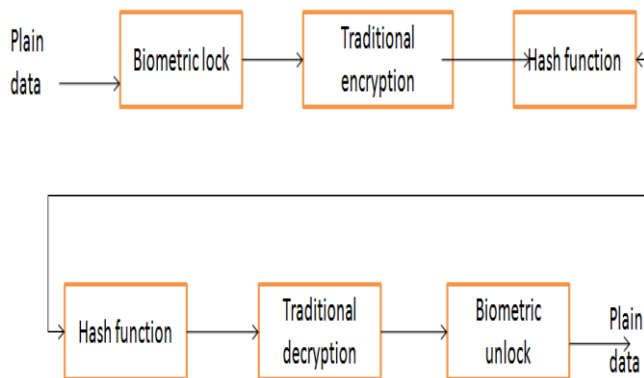 Plain
data
Biometric lock
Traditional
encryption
Hash function
Hash function
Traditional
decryption
Biometric
unlock
Plain
data